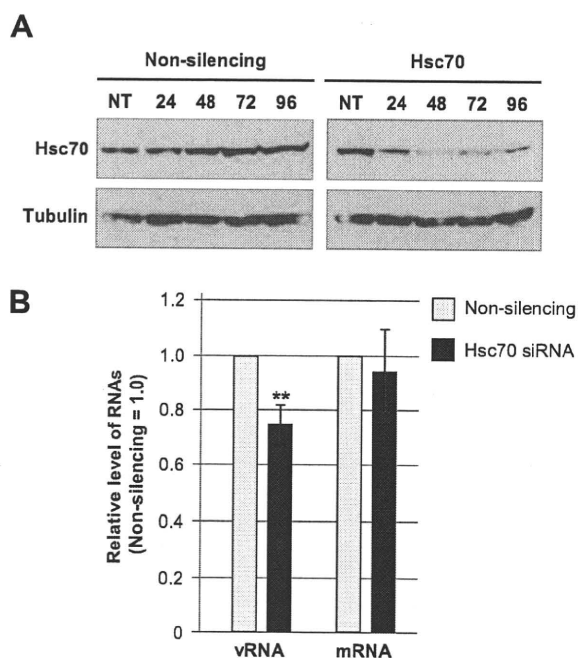 A
Non-silencing Hsc70
NT 24 48 72 96 NT 24 48 72 96
Hsc70
Tubulin
B
Relative level of RNAs
(Non-silencing = 1.0)
1.2
1.0
0.8
0.6
0.4
0.2
0
**
vRNA mRNA
Non-silencing
Hsc70 siRNA